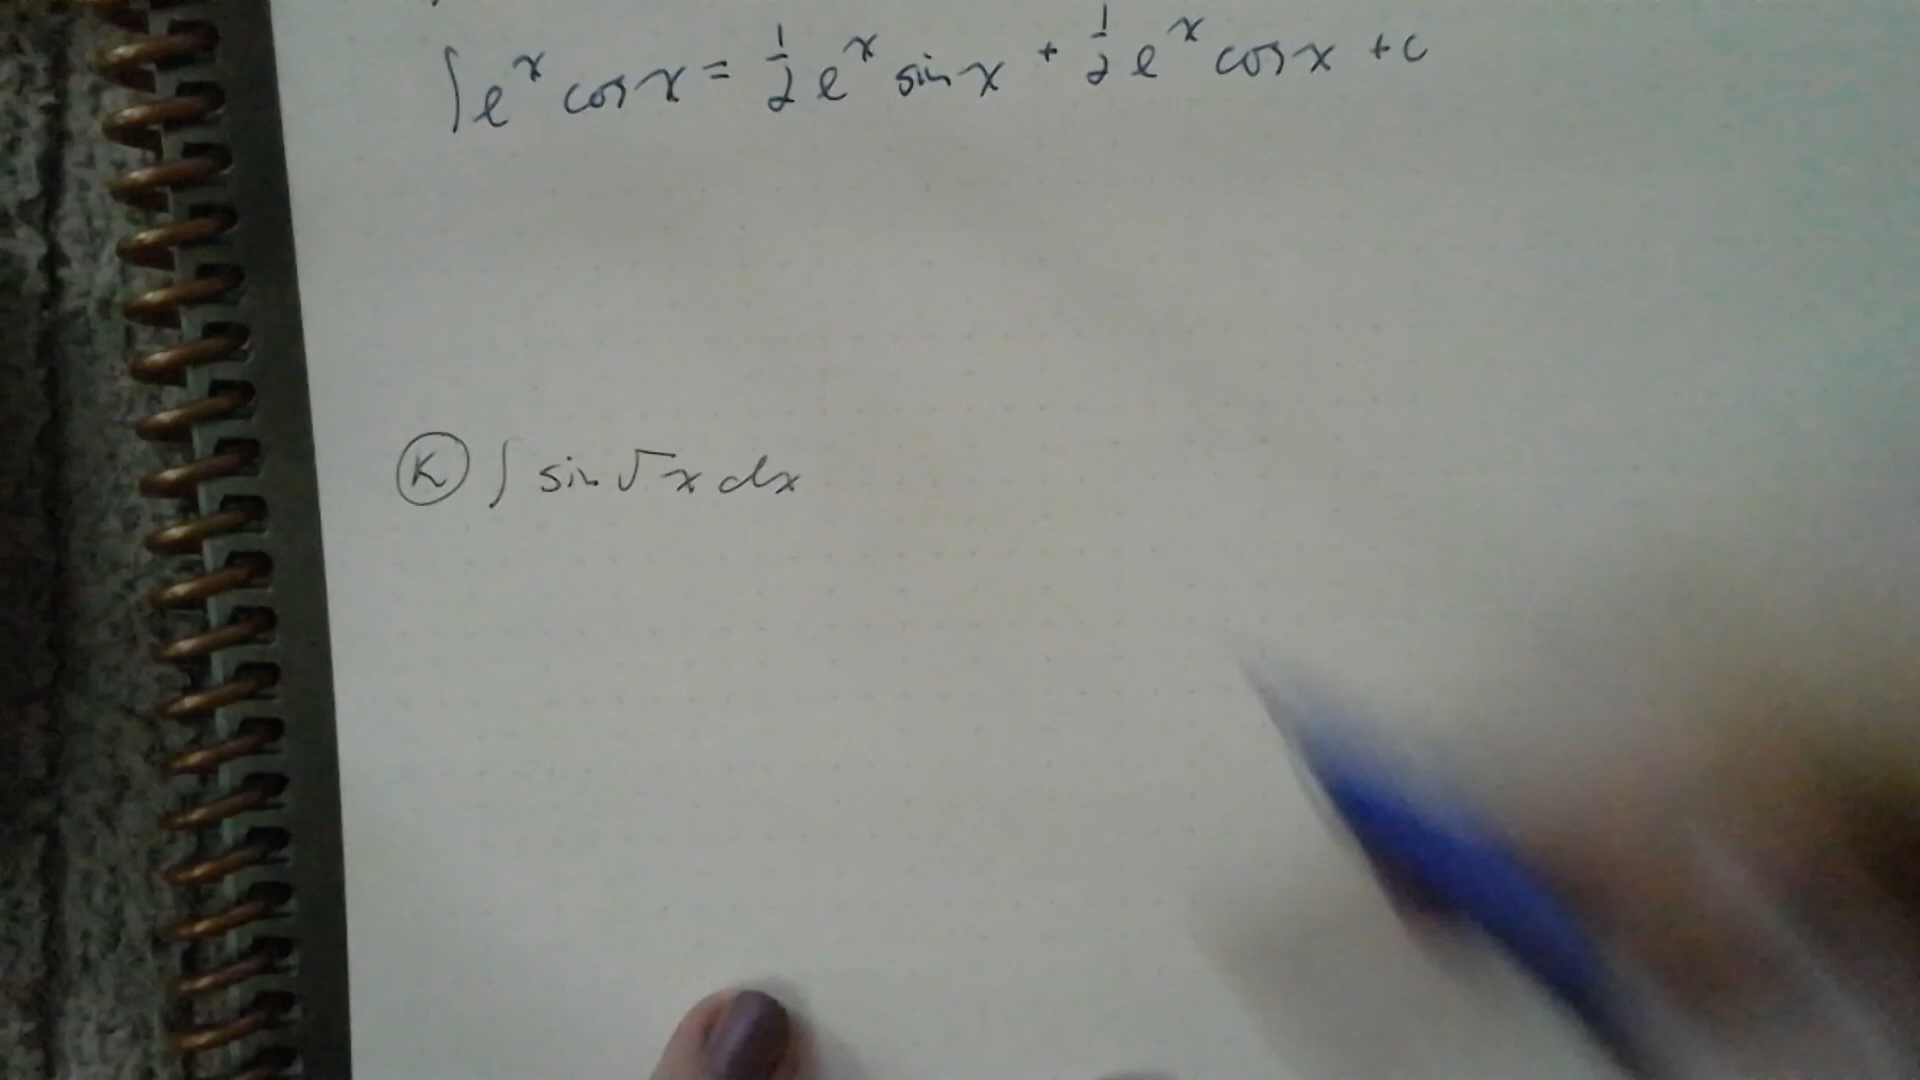 ∫e^x cos x = 1/2 e^x sin x + 1/2 e^x cos x + c
(K) ∫ sin √x dx